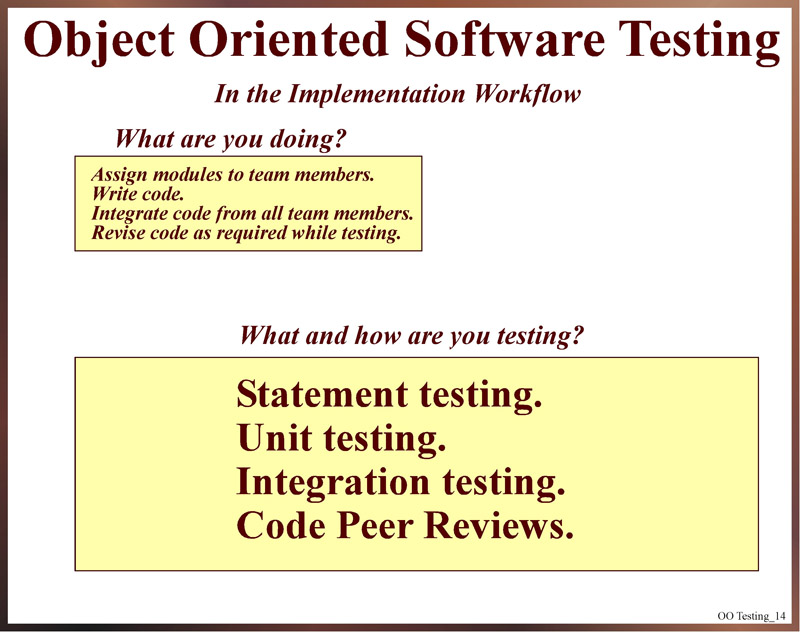 Object Oriented Software Testing
In the Implementation Workflow
What are you doing?
Assign modules to team members.
Write code.
Integrate code from all team members.
Revise code as required while testing.
What and how are you testing?
Statement testing.
Unit testing.
Integration testing.
Code Peer Reviews.
OO Testing_14